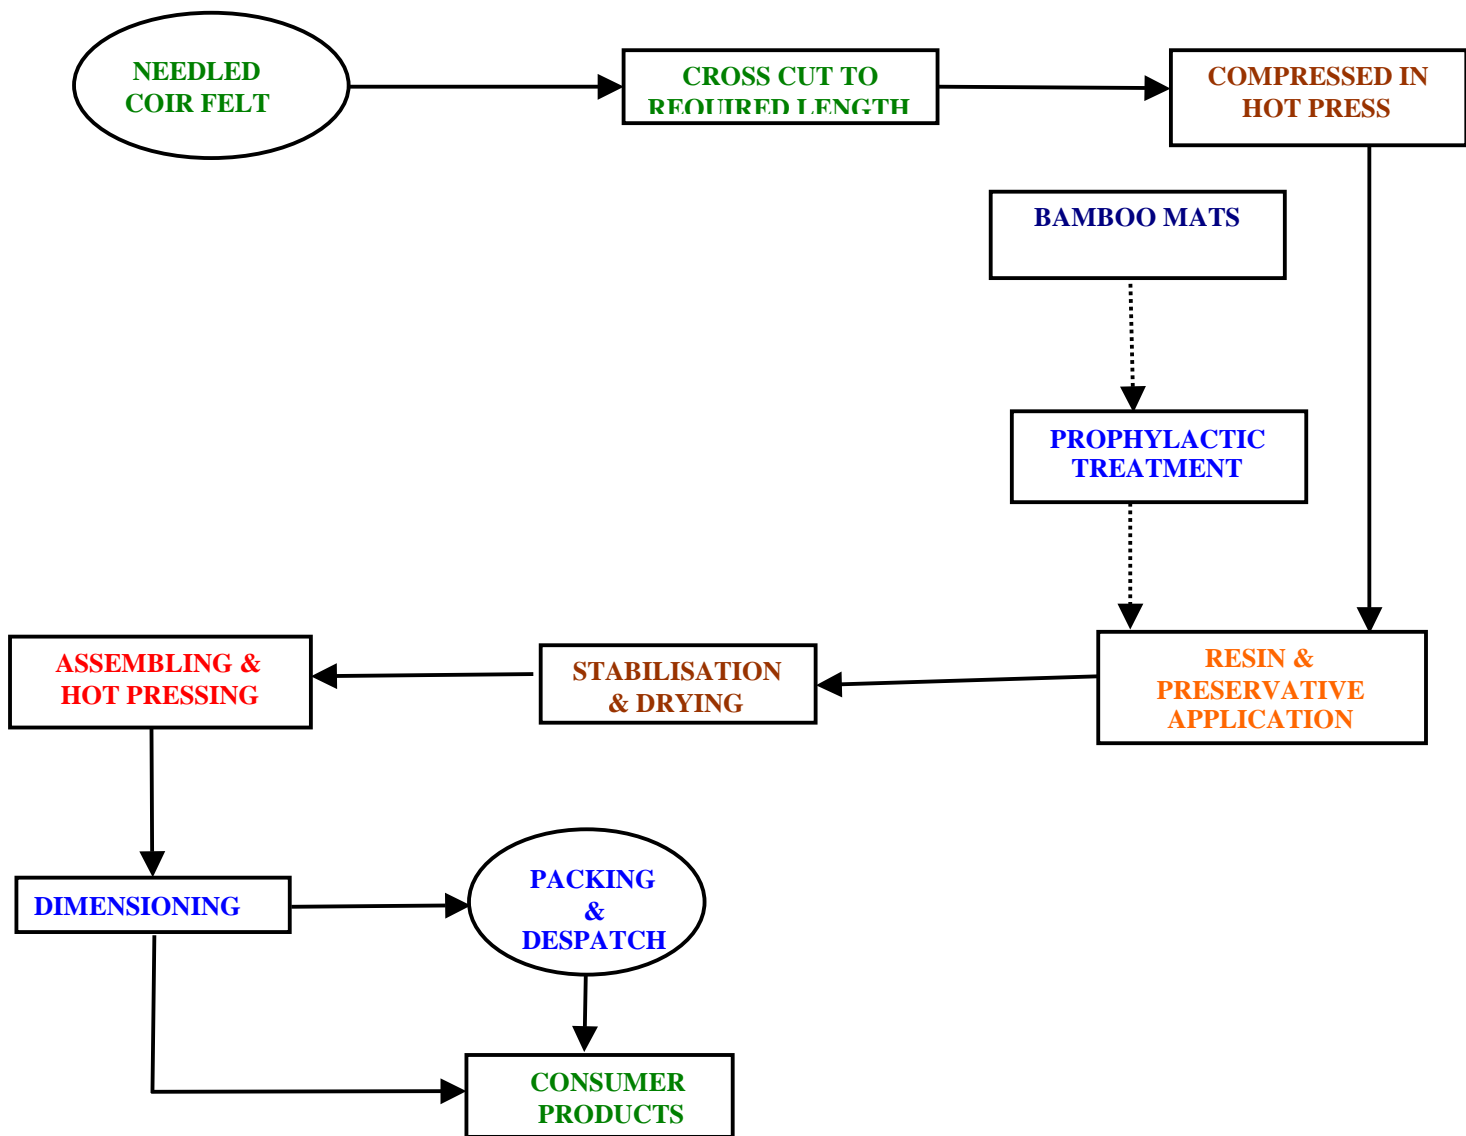 NEEDLED
COIR FELT
CROSS CUT TO
REQUIRED LENGTH
COMPRESSED IN
HOT PRESS
BAMBOO MATS
PROPHYLACTIC
TREATMENT
RESIN &
PRESERVATIVE
APPLICATION
STABILISATION
& DRYING
ASSEMBLING &
HOT PRESSING
DIMENSIONING
PACKING
&
DESPATCH
CONSUMER
PRODUCTS